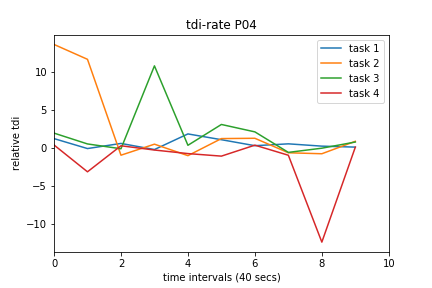 tdi-rate P04
task 1
task 2
task 3
task 4
relative tdi
10
5
0
−5
−10
0 2 4 6 8 10
time intervals (40 secs)